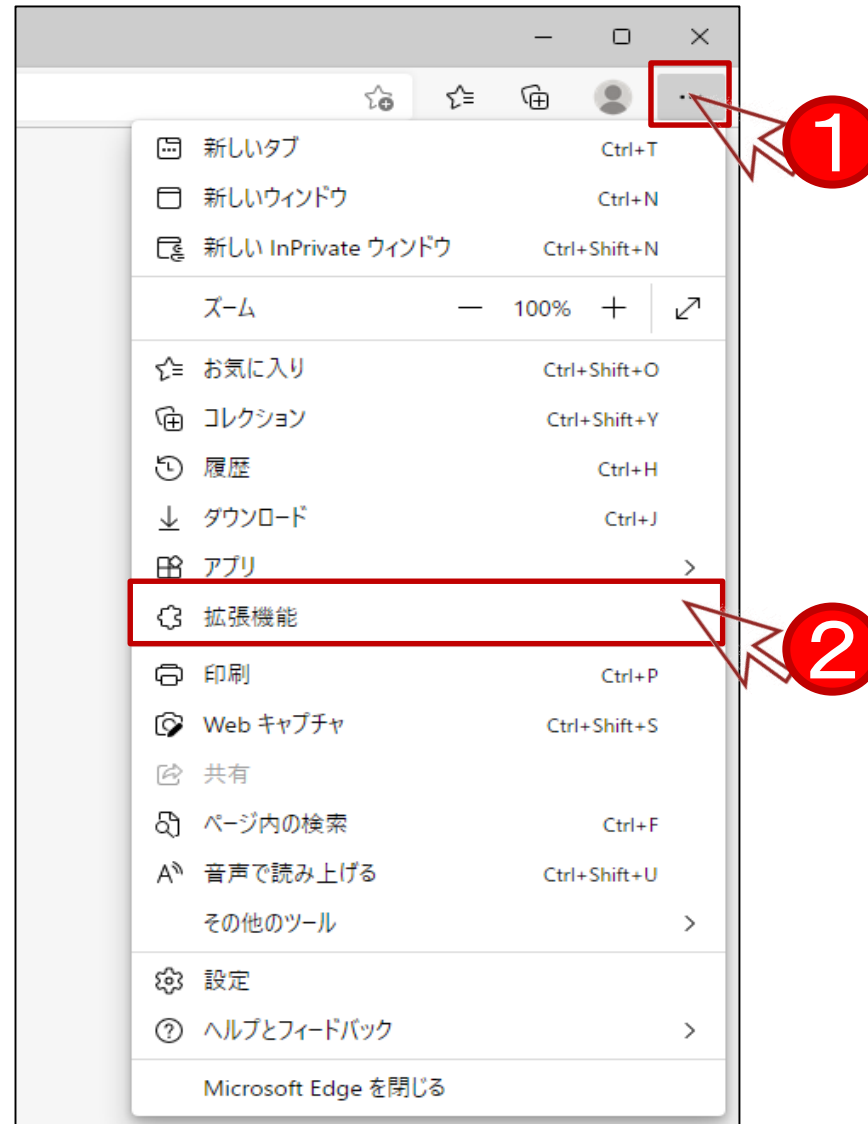 1
新しいタブ Ctrl+T
新しいウィンドウ Ctrl+N
新しい InPrivate ウィンドウ Ctrl+Shift+N
ズーム 100%
お気に入り Ctrl+Shift+O
コレクション Ctrl+Shift+Y
履歴 Ctrl+H
ダウンロード Ctrl+J
アプリ
拡張機能
2
印刷 Ctrl+P
Web キャプチャ Ctrl+Shift+S
共有
ページ内の検索 Ctrl+F
音声で読み上げる Ctrl+Shift+U
その他のツール
設定
ヘルプとフィードバック
Microsoft Edge を閉じる